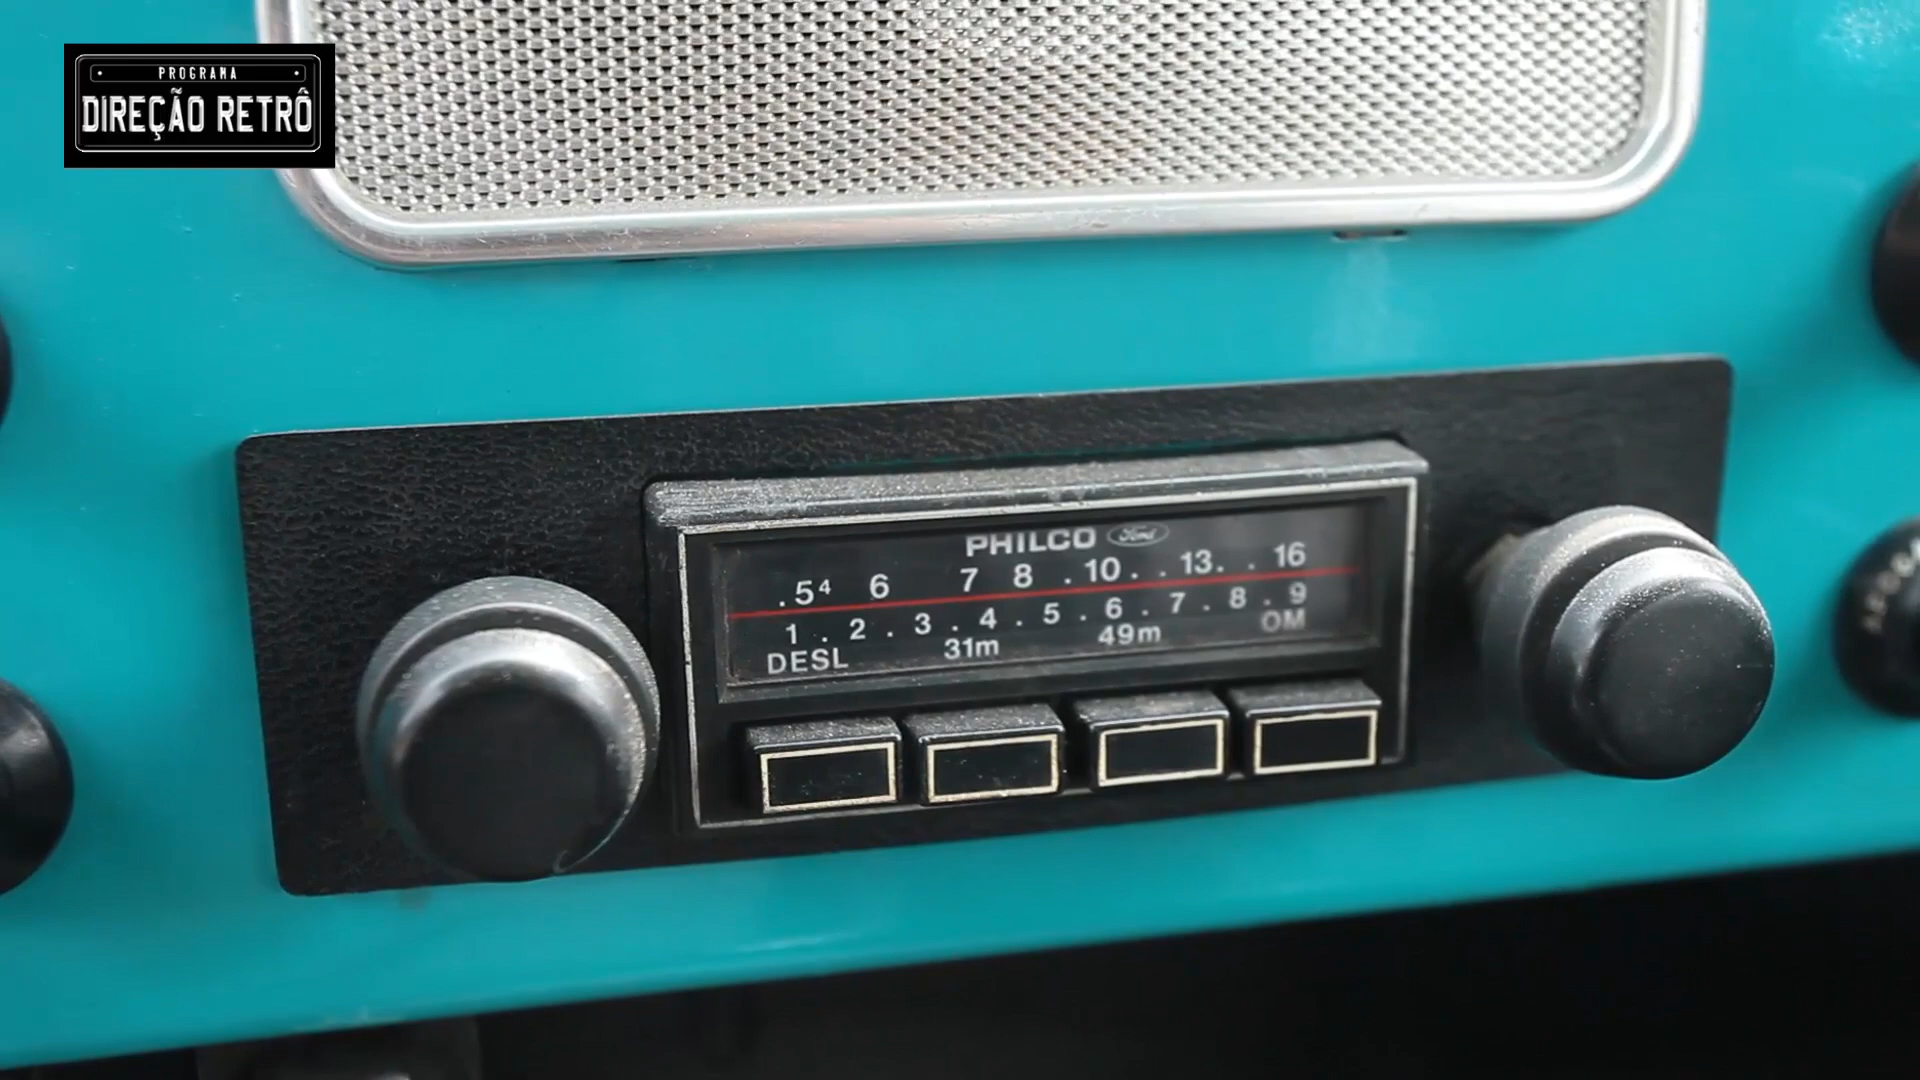 PROGRAMA
DIREÇÃO RETRÔ
PHILCO Ford
.5⁴ 6 7 8 .10. .13. .16
1 . 2 . 3 . 4 . 5 . 6 . 7 . 8 . 9
DESL 31m 49m OM